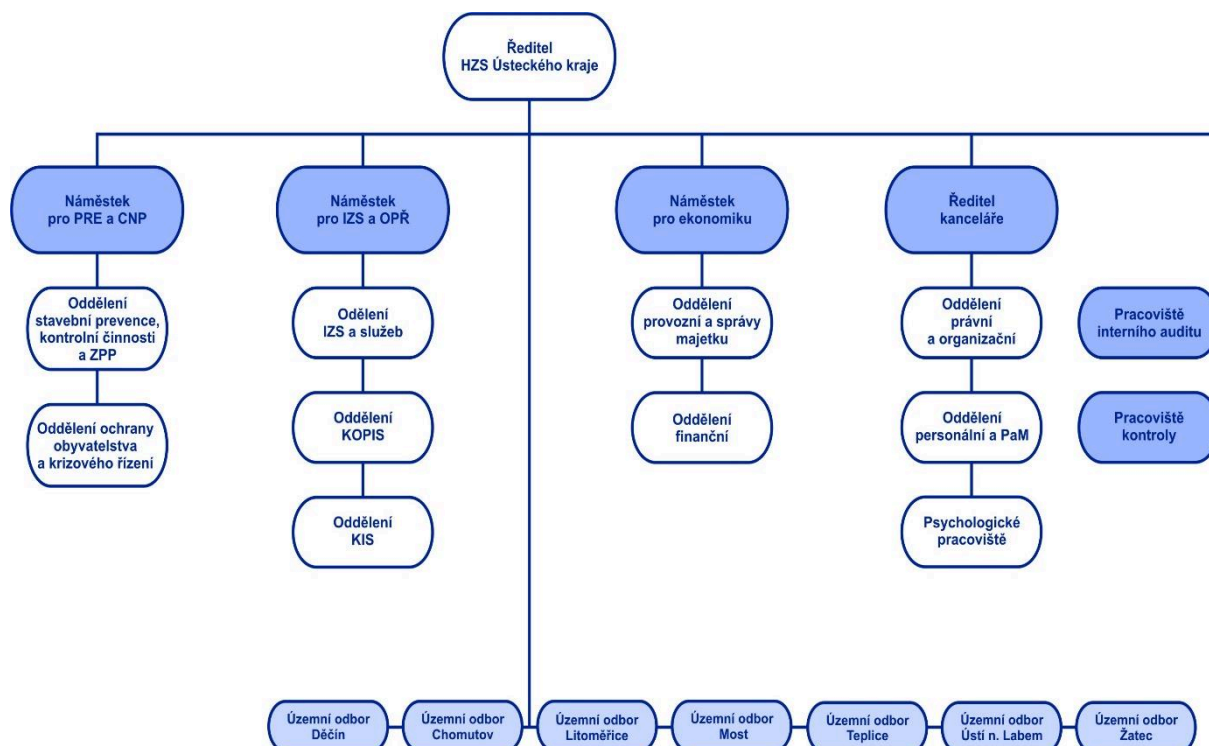 Ředitel
HZS Ústeckého kraje
Náměstek
pro PRE a CNP
Náměstek
pro IZS a OPŘ
Náměstek
pro ekonomiku
Ředitel
kanceláře
Oddělení
stavební prevence,
kontrolní činnosti
a ZPP
Odělení
IZS a služeb
Oddělení
provozní a správy
majetku
Oddělení
právní
a organizační
Pracoviště
interního auditu
Oddělení ochrany
obyvatelstva
a krizového řízení
Oddělení
KOPIS
Oddělení
finanční
Oddělení
personální a PaM
Pracoviště
kontroly
Oddělení
KIS
Psychologické
pracoviště
Územní odbor
Děčín
Územní odbor
Chomutov
Územní odbor
Litoměřice
Územní odbor
Most
Územní odbor
Teplice
Územní odbor
Ústí n. Labem
Územní odbor
Žatec